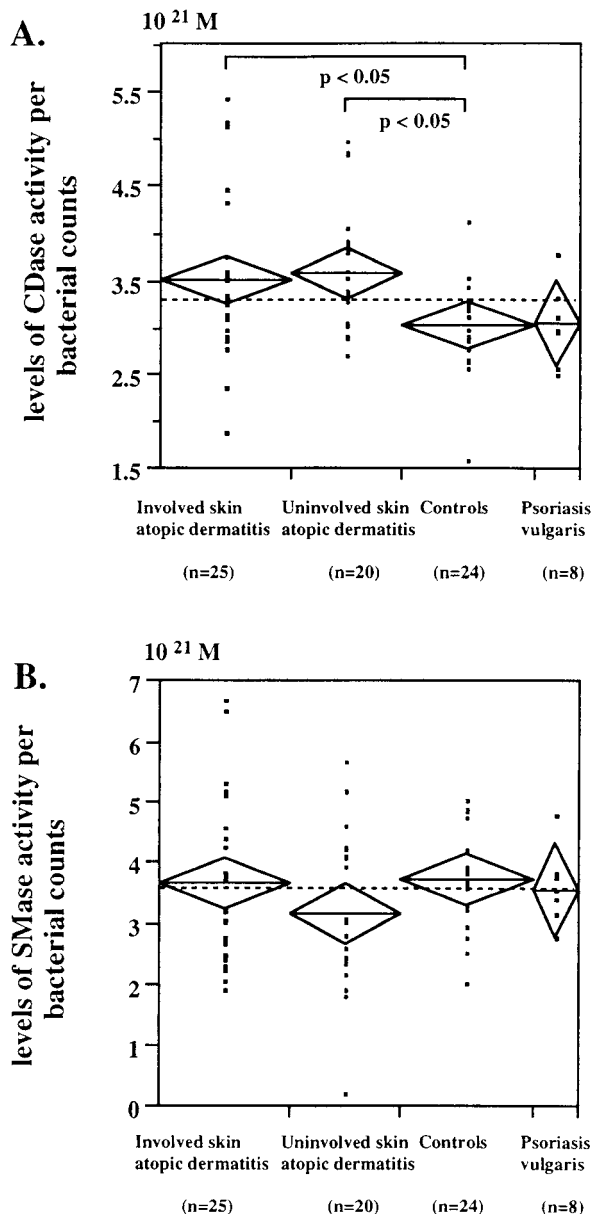 A.
10 21 M
levels of CDase activity per
bacterial counts
5.5
4.5
3.5
2.5
1.5
p < 0.05
p < 0.05
Involved skin atopic dermatitis
Uninvolved skin atopic dermatitis
Controls
Psoriasis vulgaris
(n=25)
(n=20)
(n=24)
(n=8)
B.
10 21 M
levels of SMase activity per
bacterial counts
7
6
5
4
3
2
1
0
Involved skin atopic dermatitis
Uninvolved skin atopic dermatitis
Controls
Psoriasis vulgaris
(n=25)
(n=20)
(n=24)
(n=8)